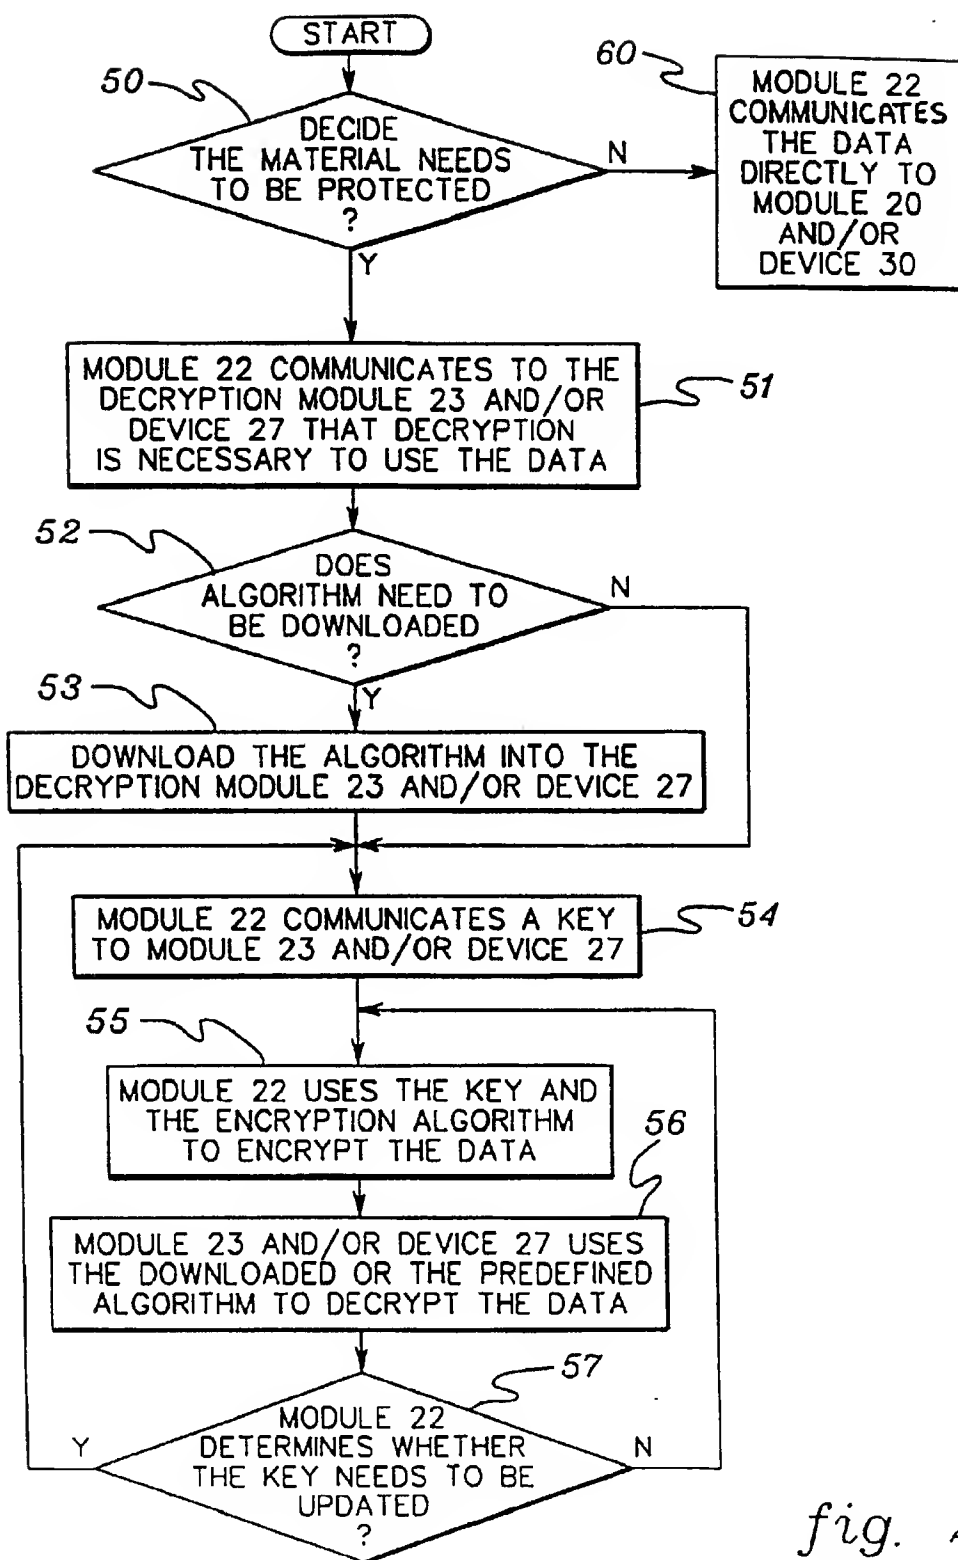 START
50
DECIDE
THE MATERIAL NEEDS
TO BE PROTECTED
?
N
Y
60
MODULE 22
COMMUNICATES
THE DATA
DIRECTLY TO
MODULE 20
AND/OR
DEVICE 30
MODULE 22 COMMUNICATES TO THE
DECRYPTION MODULE 23 AND/OR
DEVICE 27 THAT DECRYPTION
IS NECESSARY TO USE THE DATA
51
52
DOES
ALGORITHM NEED TO
BE DOWNLOADED
?
N
Y
53
DOWNLOAD THE ALGORITHM INTO THE
DECRYPTION MODULE 23 AND/OR DEVICE 27
MODULE 22 COMMUNICATES A KEY
TO MODULE 23 AND/OR DEVICE 27
54
55
MODULE 22 USES THE KEY AND
THE ENCRYPTION ALGORITHM
TO ENCRYPT THE DATA
56
MODULE 23 AND/OR DEVICE 27 USES
THE DOWNLOADED OR THE PREDEFINED
ALGORITHM TO DECRYPT THE DATA
57
MODULE 22
DETERMINES WHETHER
THE KEY NEEDS TO BE
UPDATED
?
Y
N
fig.